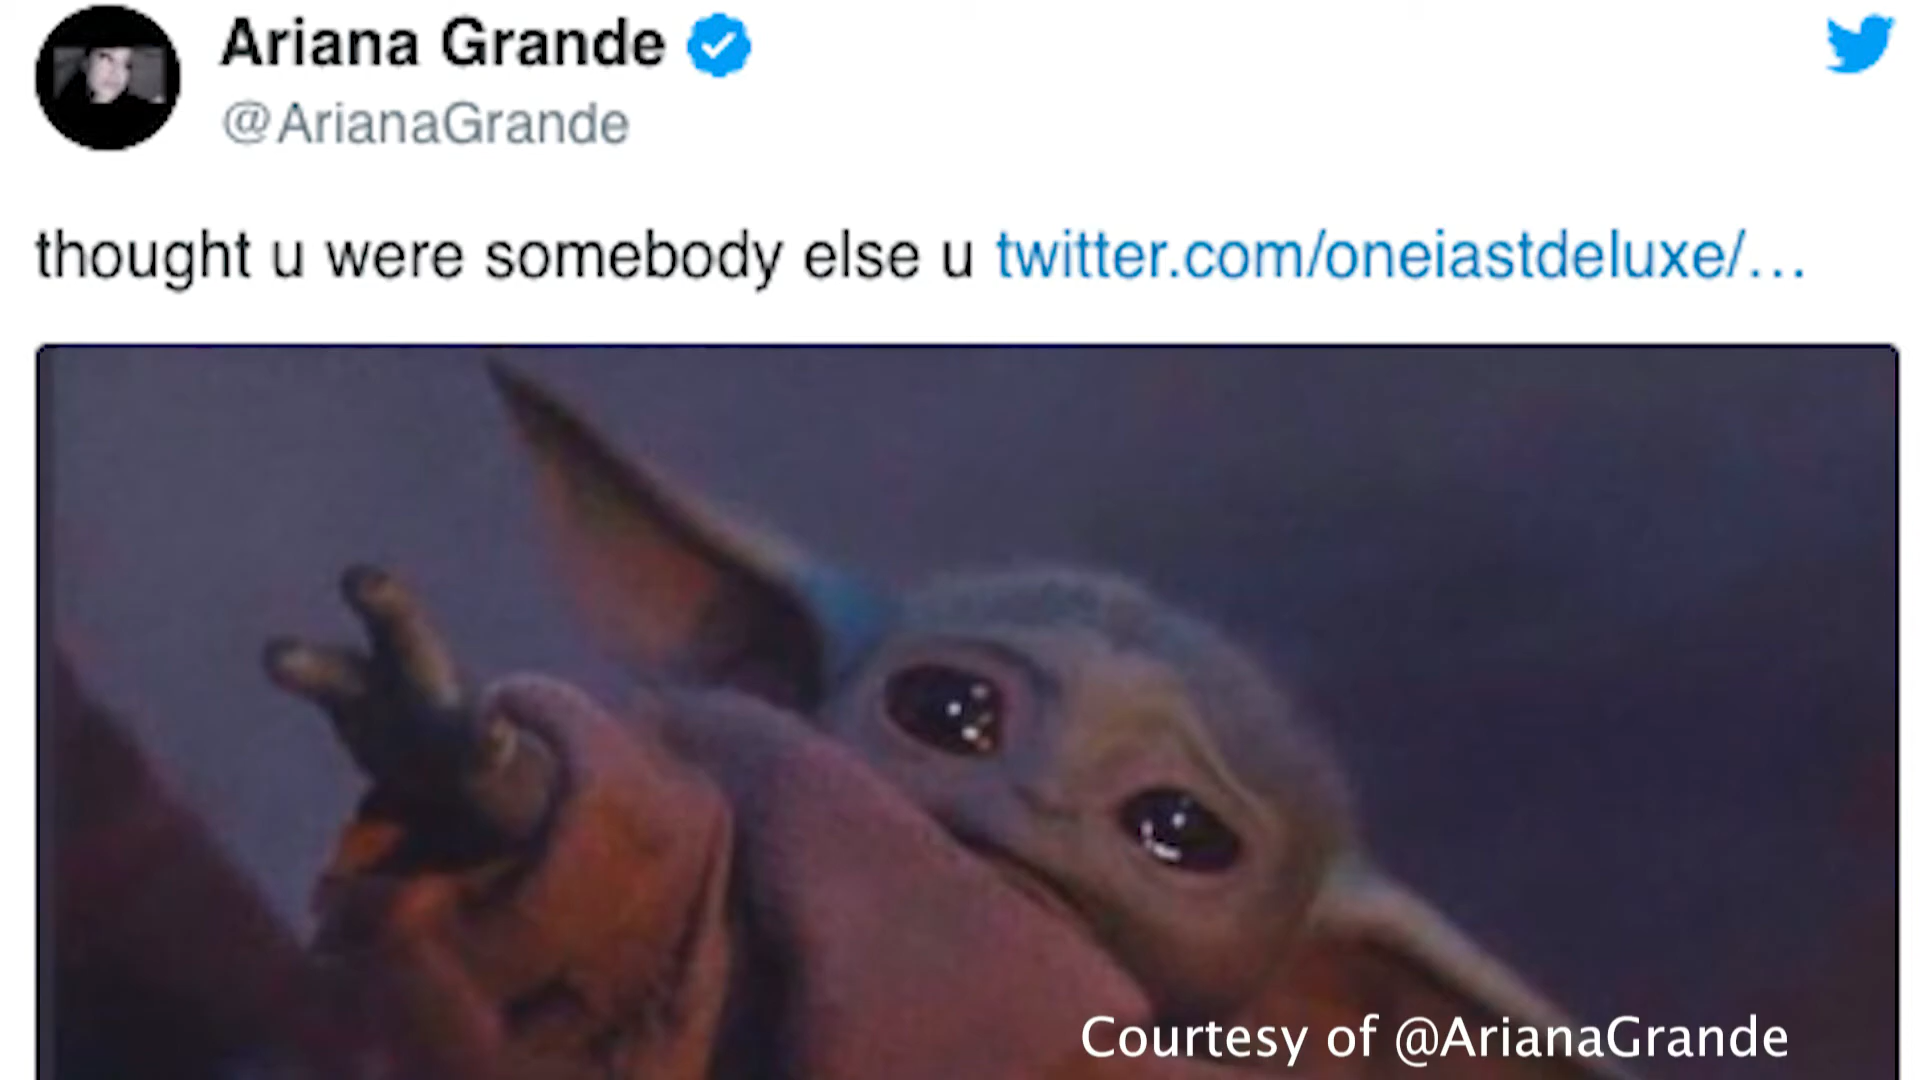 Ariana Grande
@ArianaGrande
thought u were somebody else u twitter.com/oneiastdeluxe/…
Courtesy of @ArianaGrande